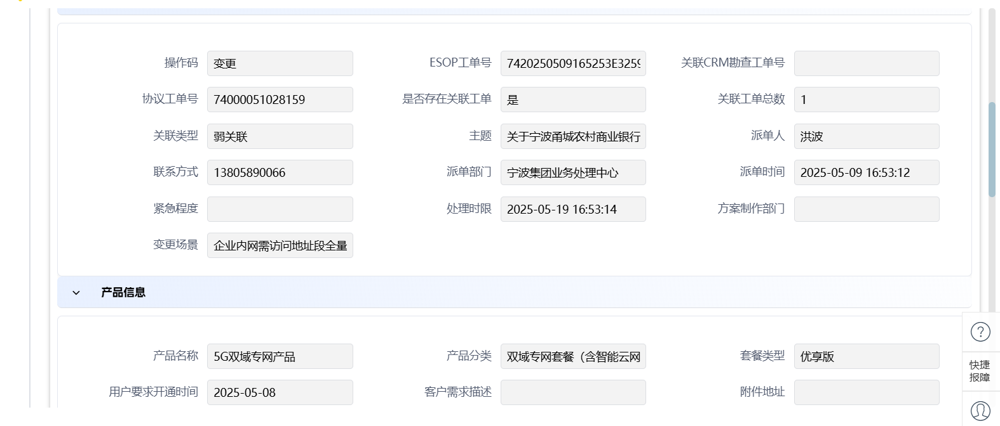 操作码 变更 ESOP工单号 7420250509165253E3259 关联CRM勘查工单号
协议工单号 74000051028159 是否存在关联工单 是 关联工单总数 1
关联类型 弱关联 主题 关于宁波甬城农村商业银行 派单人 洪波
联系方式 13805890066 派单部门 宁波集团业务处理中心 派单时间 2025-05-09 16:53:12
紧急程度 处理时限 2025-05-19 16:53:14 方案制作部门
变更场景 企业内网需访问地址段全量
产品信息
产品名称 5G双域专网产品 产品分类 双域专网套餐（含智能云网 套餐类型 优享版
用户要求开通时间 2025-05-08 客户需求描述 附件地址
快捷
报障